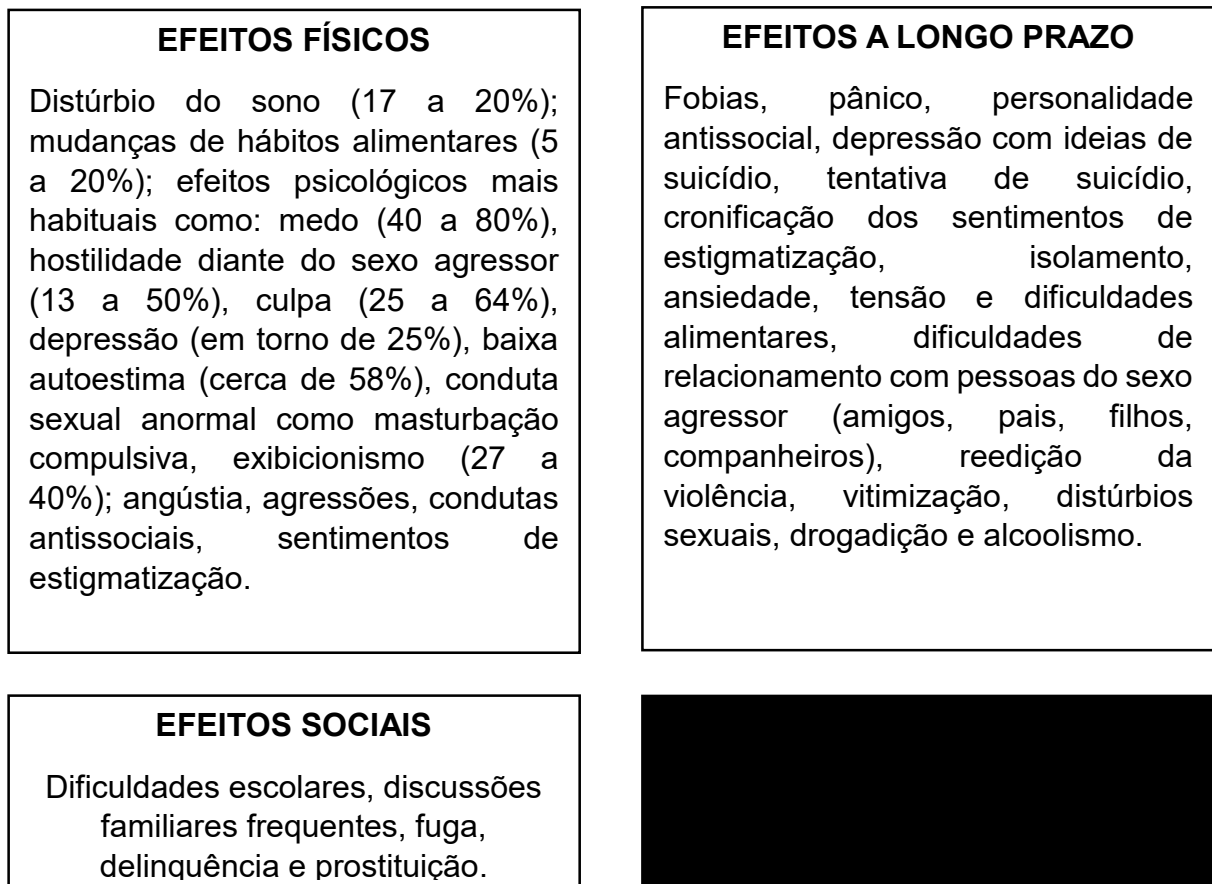 EFEITOS FÍSICOS
Distúrbio do sono (17 a 20%);
mudanças de hábitos alimentares (5
a 20%); efeitos psicológicos mais
habituais como: medo (40 a 80%),
hostilidade diante do sexo agressor
(13 a 50%), culpa (25 a 64%),
depressão (em torno de 25%), baixa
autoestima (cerca de 58%), conduta
sexual anormal como masturbação
compulsiva, exibicionismo (27 a
40%); angústia, agressões, condutas
antissociais, sentimentos de
estigmatização.
EFEITOS A LONGO PRAZO
Fobias, pânico, personalidade
antissocial, depressão com ideias de
suicídio, tentativa de suicídio,
cronificação dos sentimentos de
estigmatização, isolamento,
ansiedade, tensão e dificuldades
alimentares, dificuldades de
relacionamento com pessoas do sexo
agressor (amigos, pais, filhos,
companheiros), reedição da
violência, vitimização, distúrbios
sexuais, drogadição e alcoolismo.
EFEITOS SOCIAIS
Dificuldades escolares, discussões
familiares frequentes, fuga,
delinquência e prostituição.